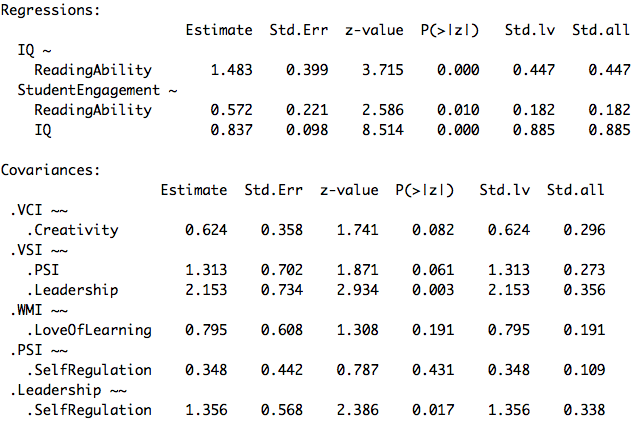 Regressions:
Estimate Std.Err z-value P(>|z|) Std.lv Std.all
IQ ~
ReadingAbility 1.483 0.399 3.715 0.000 0.447 0.447
StudentEngagement ~
ReadingAbility 0.572 0.221 2.586 0.010 0.182 0.182
IQ 0.837 0.098 8.514 0.000 0.885 0.885
Covariances:
Estimate Std.Err z-value P(>|z|) Std.lv Std.all
.VCI ~~
.Creativity 0.624 0.358 1.741 0.082 0.624 0.296
.VSI ~~
.PSI 1.313 0.702 1.871 0.061 1.313 0.273
.Leadership 2.153 0.734 2.934 0.003 2.153 0.356
.WMI ~~
.LoveOfLearning 0.795 0.608 1.308 0.191 0.795 0.191
.PSI ~~
.SelfRegulation 0.348 0.442 0.787 0.431 0.348 0.109
.Leadership ~~
.SelfRegulation 1.356 0.568 2.386 0.017 1.356 0.338